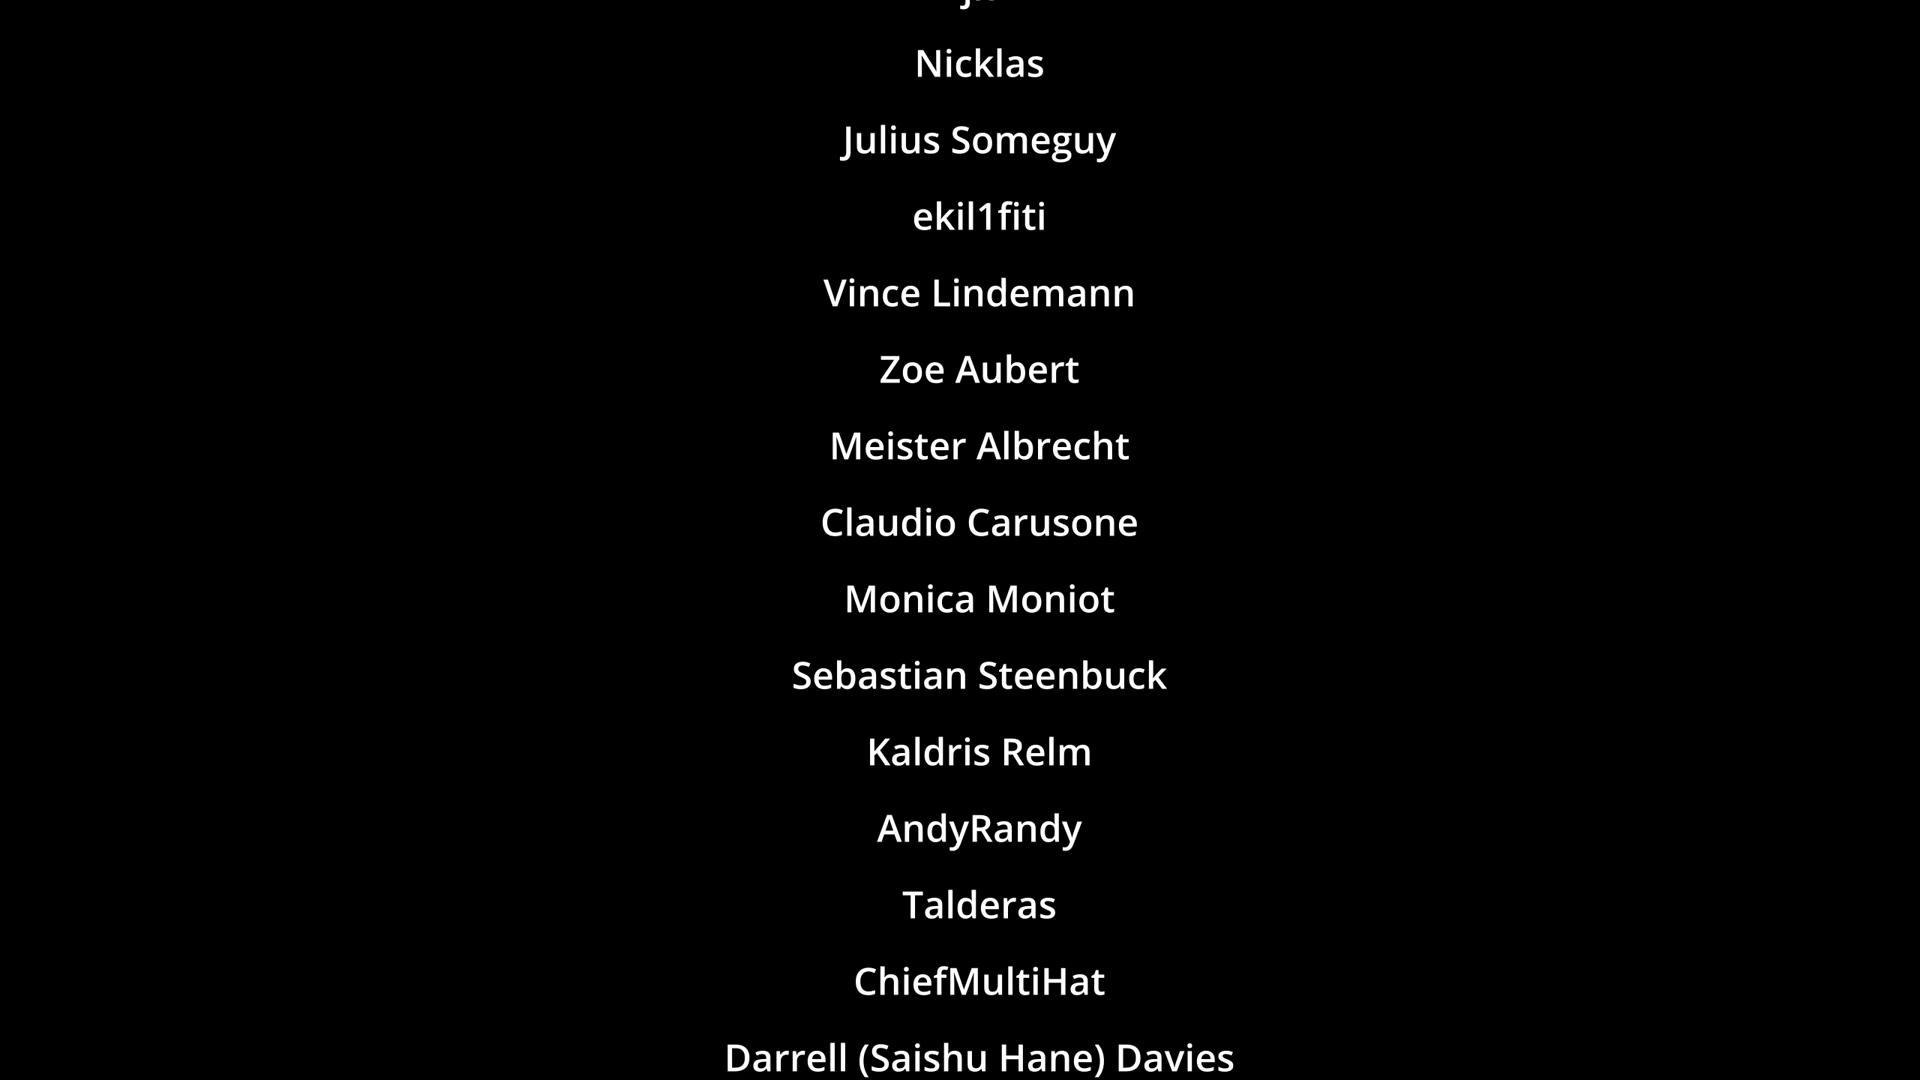 Nicklas
Julius Someguy
ekil1fiti
Vince Lindemann
Zoe Aubert
Meister Albrecht
Claudio Carusone
Monica Moniot
Sebastian Steenbuck
Kaldris Relm
AndyRandy
Talderas
ChiefMultiHat
Darrell (Saishu Hane) Davies